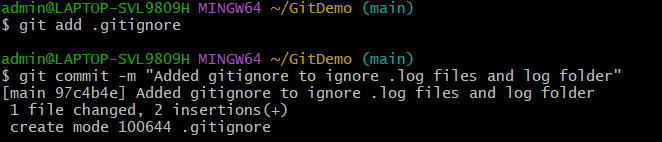 admin@LAPTOP-SVL9809H MINGW64 ~/GitDemo (main)
$ git add .gitignore
admin@LAPTOP-SVL9809H MINGW64 ~/GitDemo (main)
$ git commit -m "Added gitignore to ignore .log files and log folder"
[main 97c4b4e] Added gitignore to ignore .log files and log folder
 1 file changed, 2 insertions(+)
 create mode 100644 .gitignore